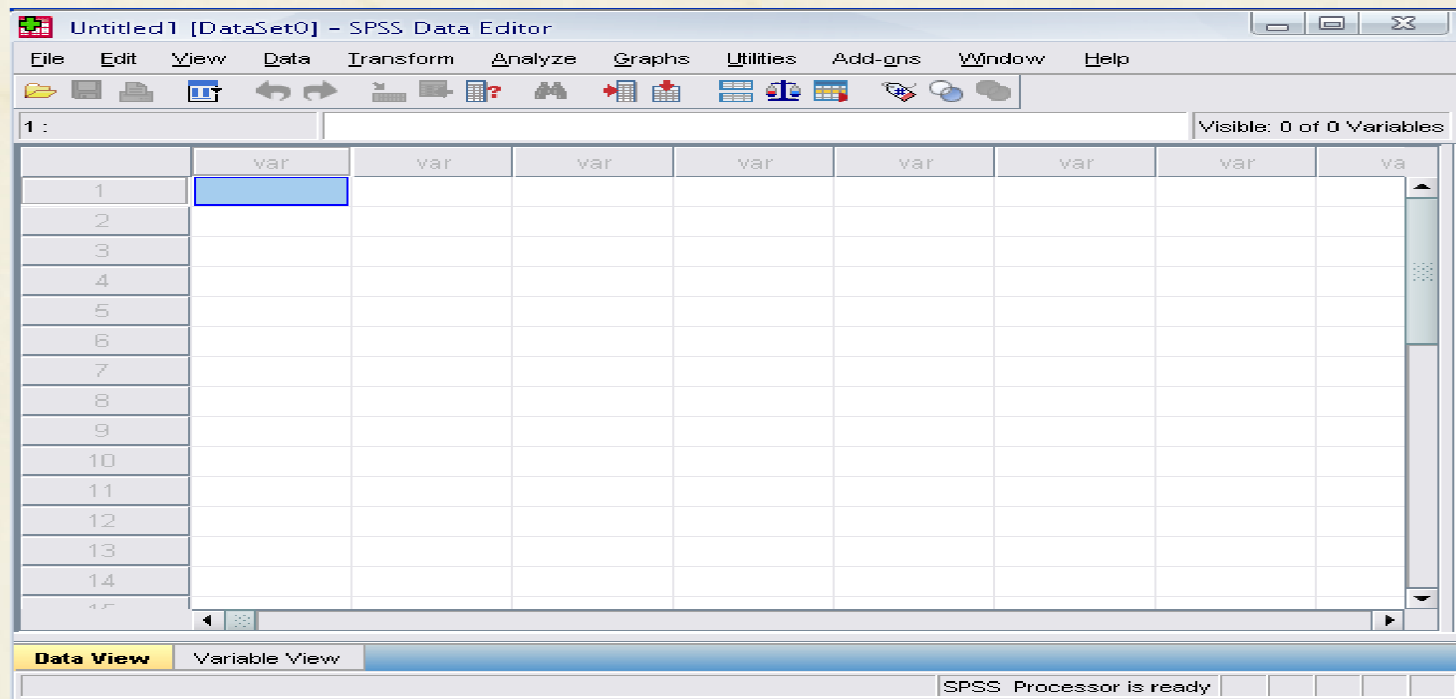 Untitled1 [DataSet0] - SPSS Data Editor
File Edit View Data Transform Analyze Graphs Utilities Add-ons Window Help
1 : Visible: 0 of 0 Variables
var var var var var var var va
1
2
3
4
5
6
7
8
9
10
11
12
13
14
Data View Variable View
SPSS Processor is ready